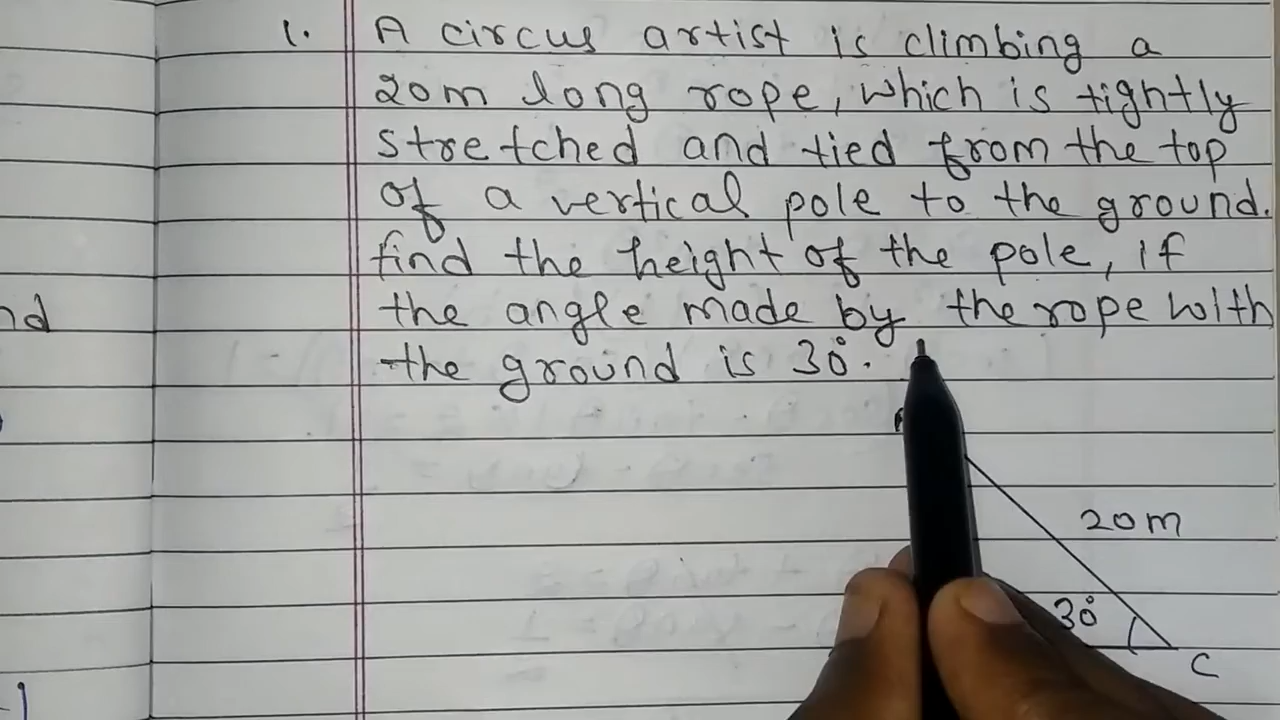 1. A circus artist is climbing a
20m long rope, which is tightly
stretched and tied from the top
of a vertical pole to the ground.
find the height of the pole, if
the angle made by the rope with
the ground is 30°.
20m
30°
C
nd